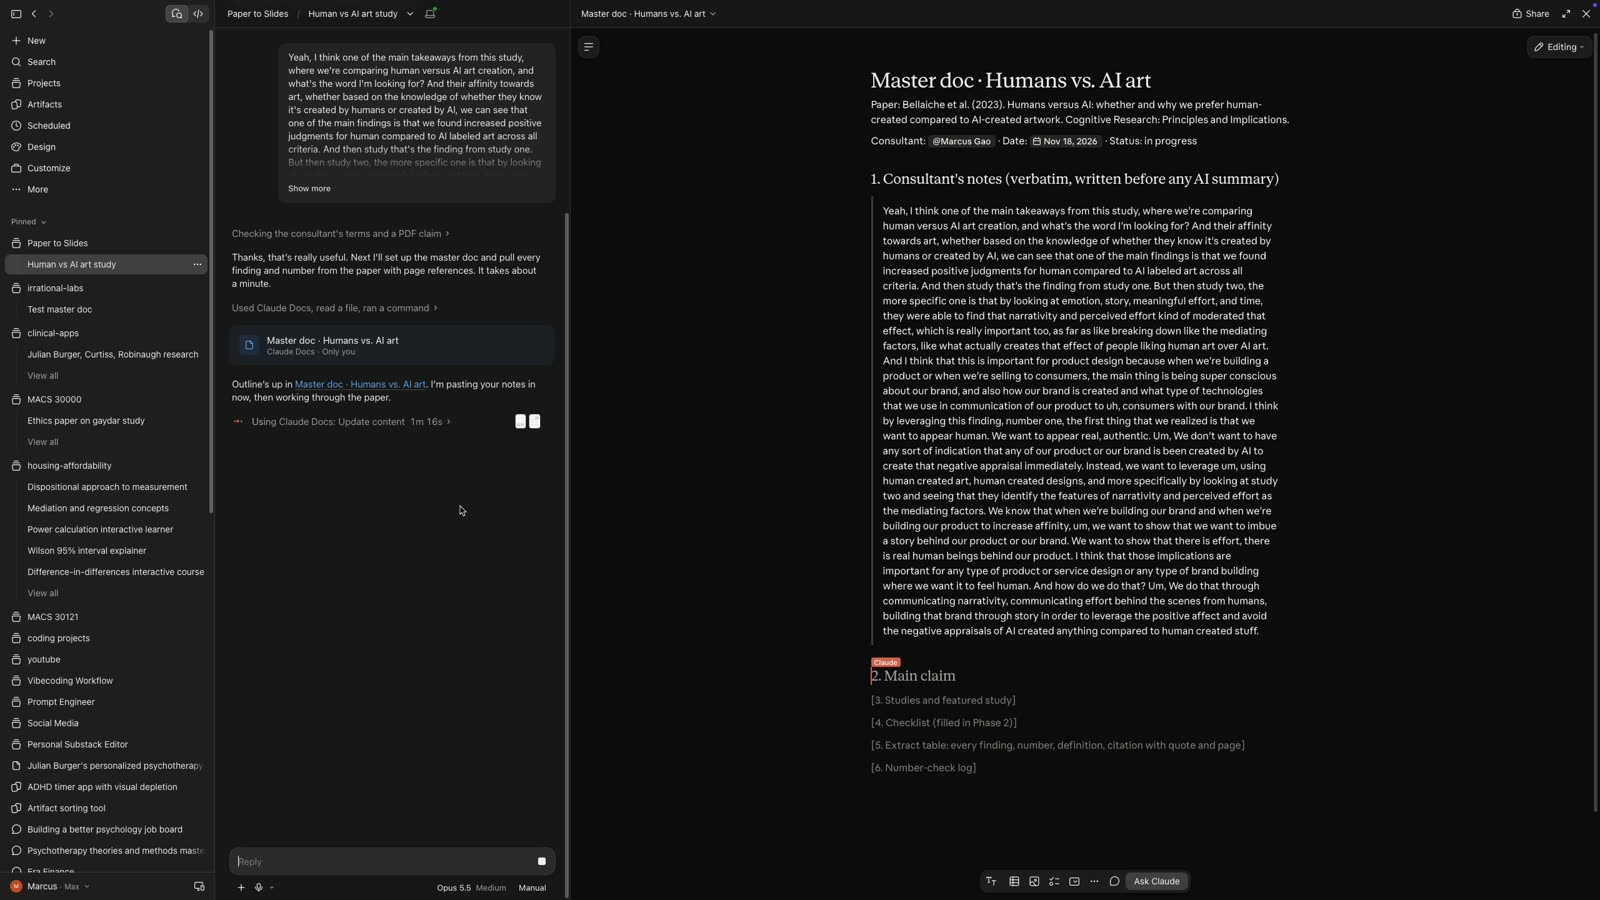 Paper to Slides / Human vs AI art study
Master doc · Humans vs. AI art
Share
New
Search
Projects
Artifacts
Scheduled
Design
Customize
More
Pinned
Paper to Slides
Human vs AI art study
irrational-labs
Test master doc
clinical-apps
Julian Burger, Curtiss, Robinaugh research
View all
MACS 30000
Ethics paper on gaydar study
View all
housing-affordability
Dispositional approach to measurement
Mediation and regression concepts
Power calculation interactive learner
Wilson 95% interval explainer
Difference-in-differences interactive course
View all
MACS 30121
coding projects
youtube
Vibecoding Workflow
Prompt Engineer
Social Media
Personal Substack Editor
Julian Burger's personalized psychotherapy
ADHD timer app with visual depletion
Artifact sorting tool
Building a better psychology job board
Psychotherapy theories and methods maste
Era Finance
M
Marcus · Max
Yeah, I think one of the main takeaways from this study,
where we're comparing human versus AI art creation, and
what's the word I'm looking for? And their affinity towards
art, whether based on the knowledge of whether they know
it's created by humans or created by AI, we can see that
one of the main findings is that we found increased positive
judgments for human compared to AI labeled art across all
criteria. And then study that's the finding from study one.
But then study two, the more specific one is that by looking
Show more
Checking the consultant's terms and a PDF claim
Thanks, that's really useful. Next I'll set up the master doc and pull every
finding and number from the paper with page references. It takes about
a minute.
Used Claude Docs, read a file, ran a command
Master doc · Humans vs. AI art
Claude Docs · Only you
Outline's up in Master doc · Humans vs. AI art. I'm pasting your notes in
now, then working through the paper.
Using Claude Docs: Update content 1m 16s
Reply
Opus 5.5 Medium Manual
Editing
Master doc · Humans vs. AI art
Paper: Bellaiche et al. (2023). Humans versus AI: whether and why we prefer human-
created compared to AI-created artwork. Cognitive Research: Principles and Implications.
Consultant: @Marcus Gao · Date: Nov 18, 2026 · Status: in progress
1. Consultant's notes (verbatim, written before any AI summary)
Yeah, I think one of the main takeaways from this study, where we're comparing
human versus AI art creation, and what's the word I'm looking for? And their affinity
towards art, whether based on the knowledge of whether they know it's created by
humans or created by AI, we can see that one of the main findings is that we found
increased positive judgments for human compared to AI labeled art across all
criteria. And then study that's the finding from study one. But then study two, the
more specific one is that by looking at emotion, story, meaningful effort, and time,
they were able to find that narrativity and perceived effort kind of moderated that
effect, which is really important too, as far as like breaking down like the mediating
factors, like what actually creates that effect of people liking human art over AI art.
And I think that this is important for product design because when we're building a
product or when we're selling to consumers, the main thing is being super conscious
about our brand, and also how our brand is created and what type of technologies
that we use in communication of our product to uh, consumers with our brand. I think
by leveraging this finding, number one, the first thing that we realized is that we
want to appear human. We want to appear real, authentic. Um, We don't want to have
any sort of indication that any of our product or our brand is been created by AI to
create that negative appraisal immediately. Instead, we want to leverage um, using
human created art, human created designs, and more specifically by looking at study
two and seeing that they identify the features of narrativity and perceived effort as
the mediating factors. We know that when we're building our brand and when we're
building our product to increase affinity, um, we want to show that we want to imbue
a story behind our product or our brand. We want to show that there is effort, there
is real human beings behind our product. I think that those implications are
important for any type of product or service design or any type of brand building
where we want it to feel human. And how do we do that? Um, We do that through
communicating narrativity, communicating effort behind the scenes from humans,
building that brand through story in order to leverage the positive affect and avoid
the negative appraisals of AI created anything compared to human created stuff.
Claude
2. Main claim
[3. Studies and featured study]
[4. Checklist (filled in Phase 2)]
[5. Extract table: every finding, number, definition, citation with quote and page]
[6. Number-check log]
Ask Claude